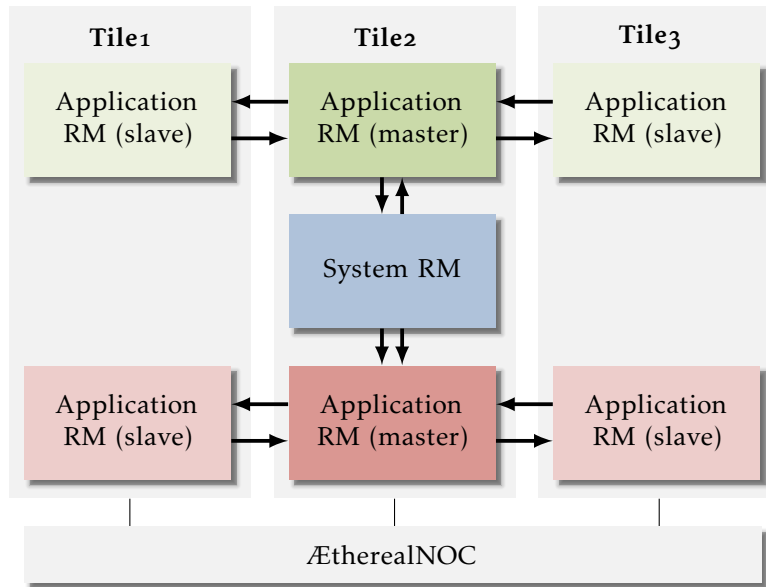 Tile1
Tile2
Tile3
Application
RM (slave)
Application
RM (master)
Application
RM (slave)
System RM
Application
RM (slave)
Application
RM (master)
Application
RM (slave)
ÆtherealNOC